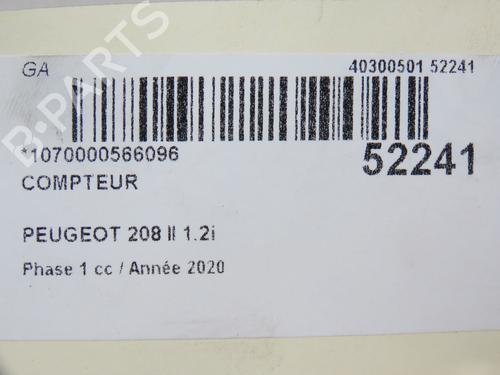 GA 40300501 52241
*1070000566096 52241
COMPTEUR
PEUGEOT 208 II 1.2i
Phase 1 cc / Année 2020
B-PARTS